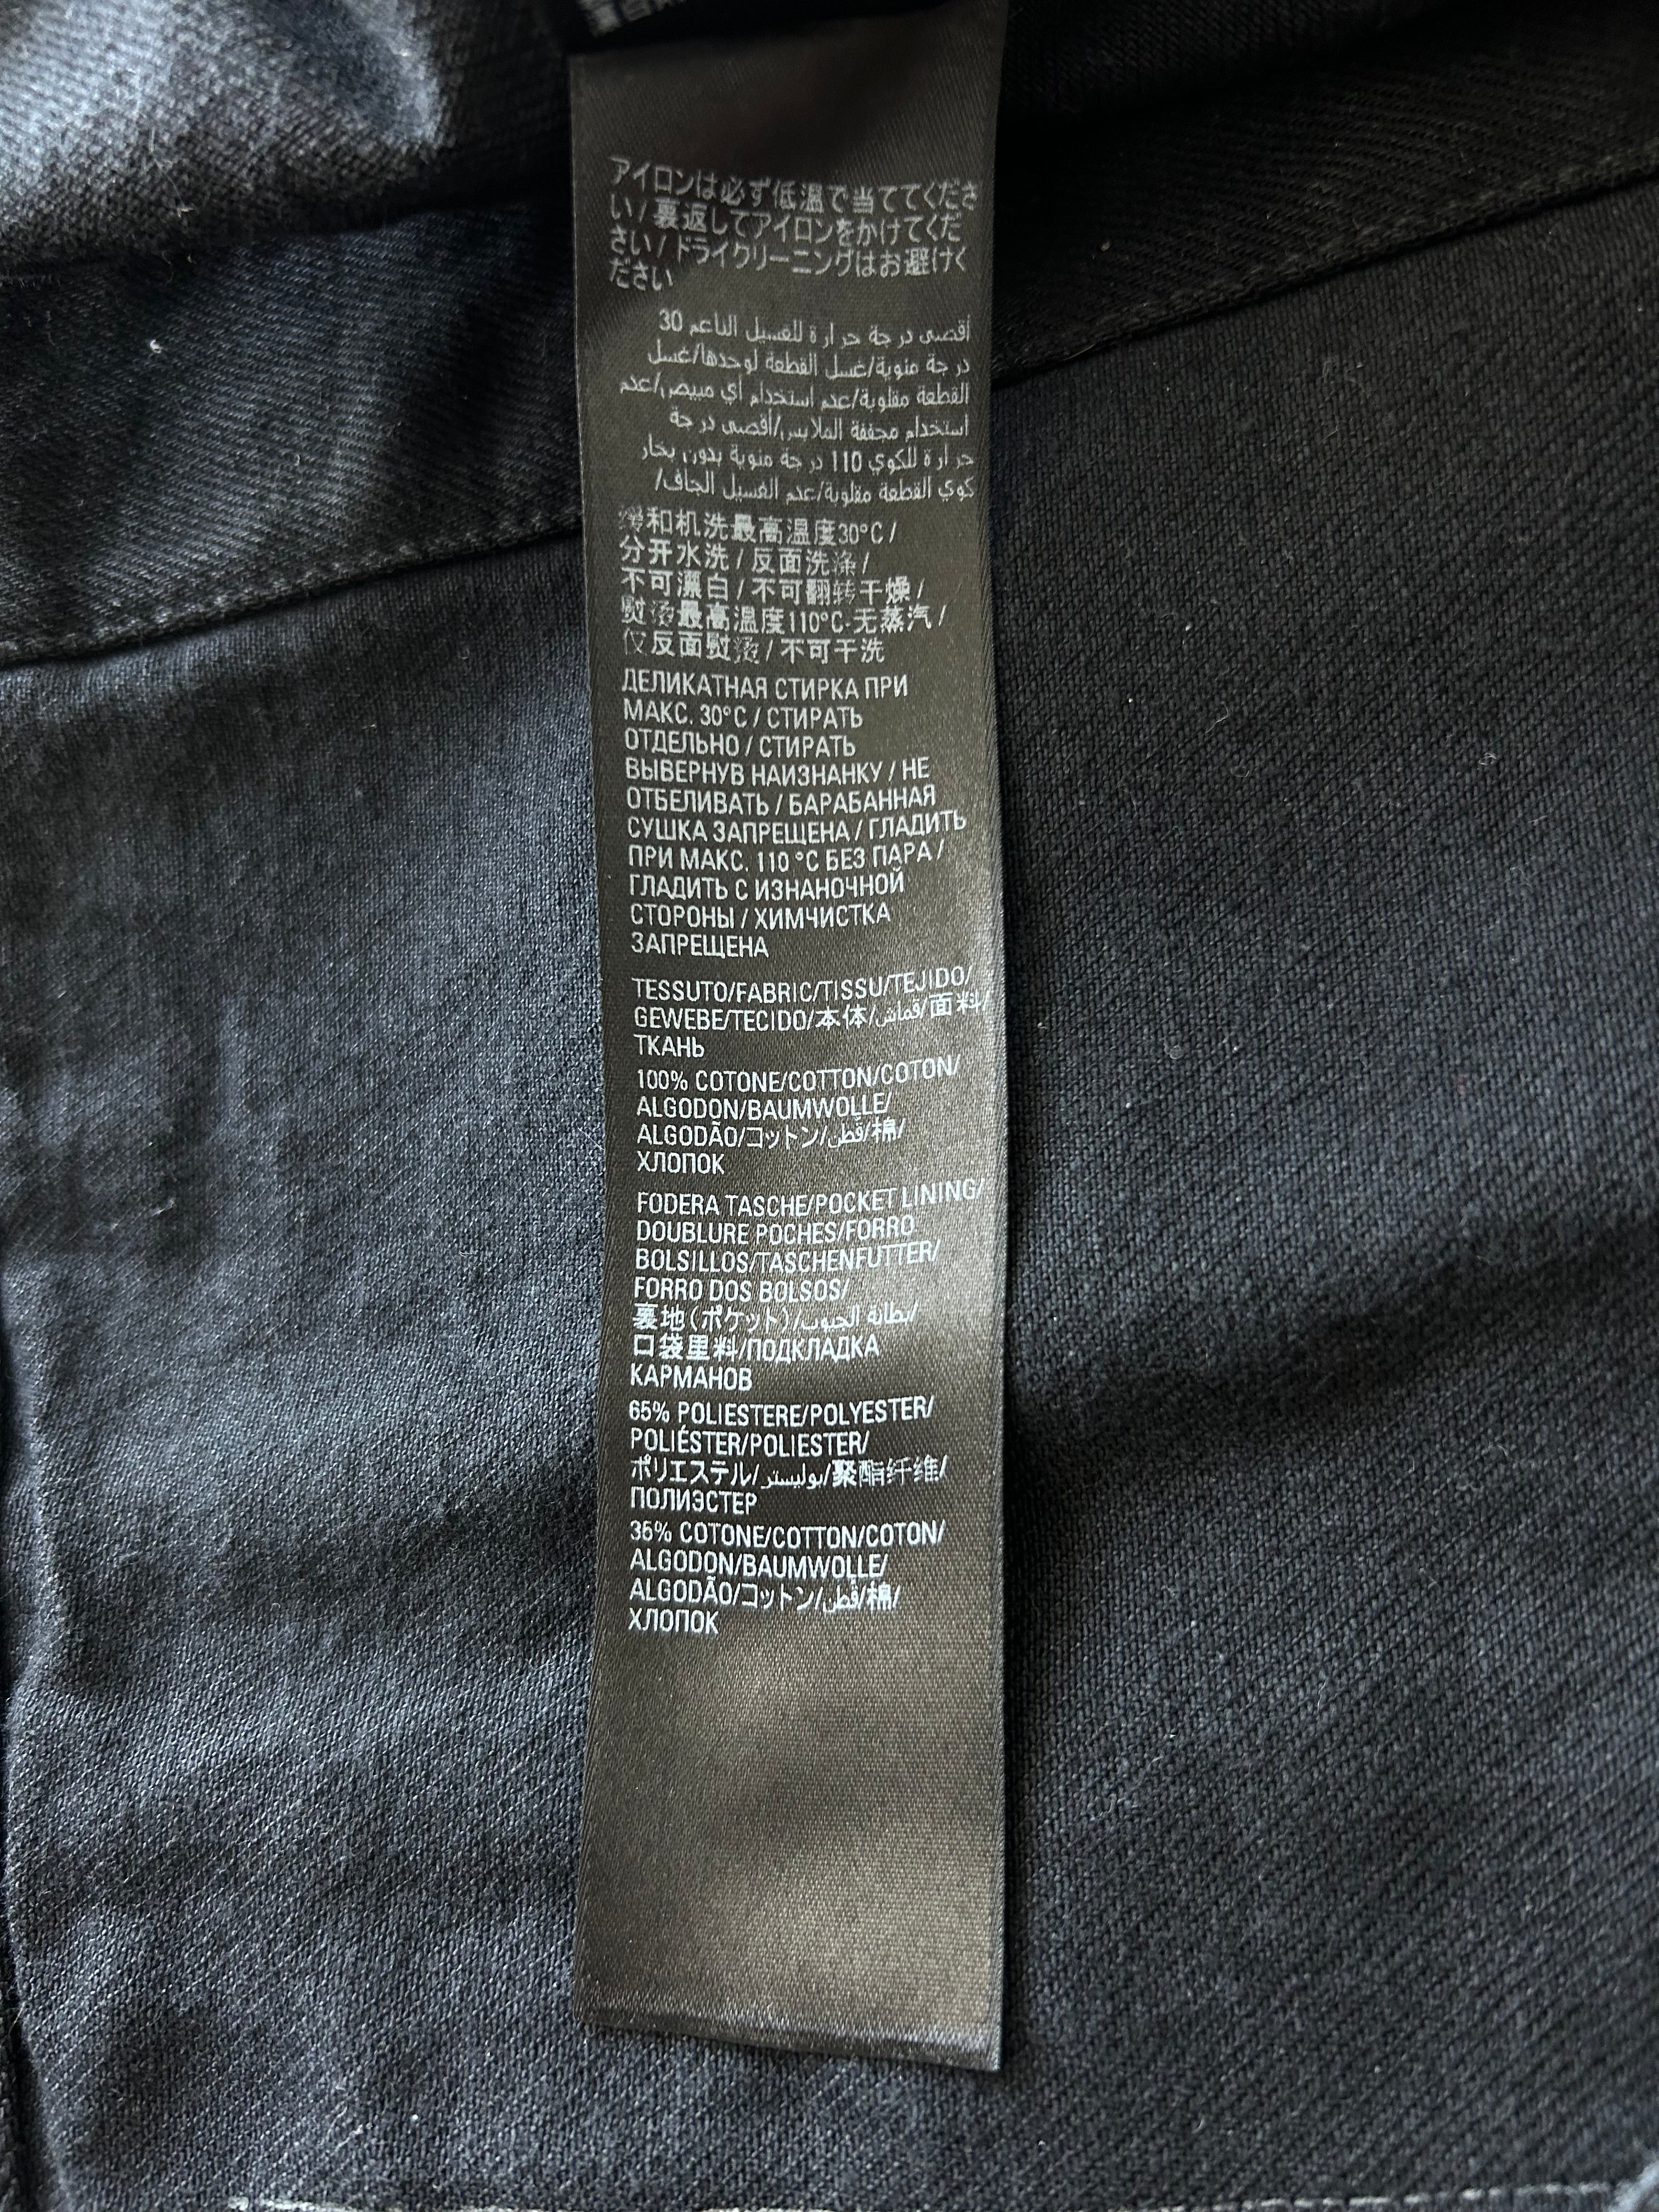 アイロンは必ず低温で当ててくださ
い/裏返してアイロンをかけてくだ
さい/ドライクリーニングはお避けく
ださい
أقصى درجة حرارة للغسيل الناعم 30
درجة مئوية/غسل القطعة لوحدها/غسل
القطعة مقلوبة/عدم استخدام أي مبيض/عدم
استخدام مجففة الملابس/أقصى درجة
حرارة للكوي 110 درجة مئوية بدون بخار
كوي القطعة مقلوبة/عدم الغسيل الجاف/
缓和机洗最高温度30°C/
分开水洗/反面洗涤/
不可漂白/不可翻转干燥/
熨烫最高温度110°C-无蒸汽/
仅反面熨烫/不可干洗
ДЕЛИКАТНАЯ СТИРКА ПРИ
МАКС. 30°C / СТИРАТЬ
ОТДЕЛЬНО / СТИРАТЬ
ВЫВЕРНУВ НАИЗНАНКУ / НЕ
ОТБЕЛИВАТЬ / БАРАБАННАЯ
СУШКА ЗАПРЕЩЕНА / ГЛАДИТЬ
ПРИ МАКС. 110 °C БЕЗ ПАРА /
ГЛАДИТЬ С ИЗНАНОЧНОЙ
СТОРОНЫ / ХИМЧИСТКА
ЗАПРЕЩЕНА
TESSUTO/FABRIC/TISSU/TEJIDO/
GEWEBE/TECIDO/本体/قماش/面料/
ТКАНЬ
100% COTONE/COTTON/COTON/
ALGODON/BAUMWOLLE/
ALGODÃO/コットン/قطن/棉/
ХЛОПОК
FODERA TASCHE/POCKET LINING/
DOUBLURE POCHES/FORRO
BOLSILLOS/TASCHENFUTTER/
FORRO DOS BOLSOS/
裏地(ポケット)/بطانة الجيوب/
口袋里料/ПОДКЛАДКА
КАРМАНОВ
65% POLIESTERE/POLYESTER/
POLIÉSTER/POLIESTER/
ポリエステル/بوليستر/聚酯纤维/
ПОЛИЭСТЕР
35% COTONE/COTTON/COTON/
ALGODON/BAUMWOLLE/
ALGODÃO/コットン/قطن/棉/
ХЛОПОК